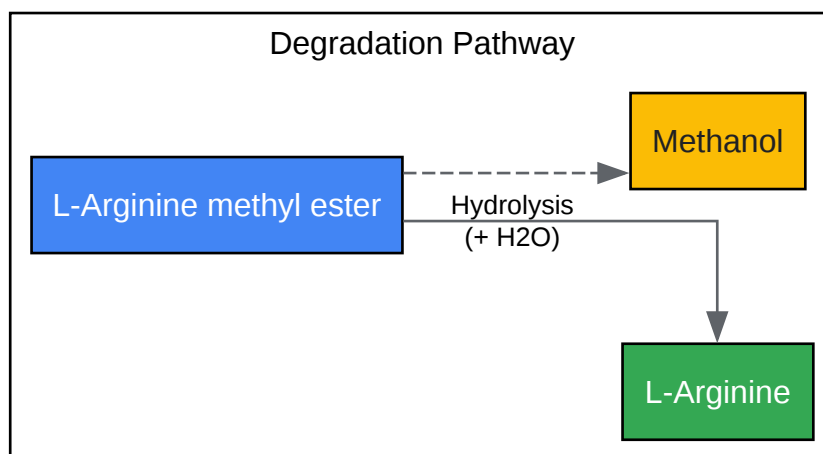 Degradation Pathway
Methanol
L-Arginine methyl ester
Hydrolysis
(+ H2O)
L-Arginine